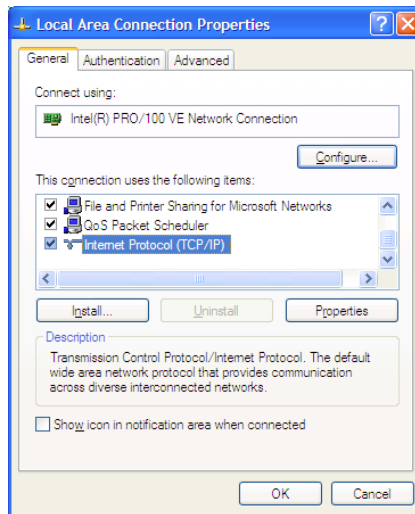 Local Area Connection Properties
General Authentication Advanced
Connect using:
Intel(R) PRO/100 VE Network Connection
Configure...
This connection uses the following items:
File and Printer Sharing for Microsoft Networks
QoS Packet Scheduler
Internet Protocol (TCP/IP)
Install... Uninstall Properties
Description
Transmission Control Protocol/Internet Protocol. The default
wide area network protocol that provides communication
across diverse interconnected networks.
Show icon in notification area when connected
OK Cancel